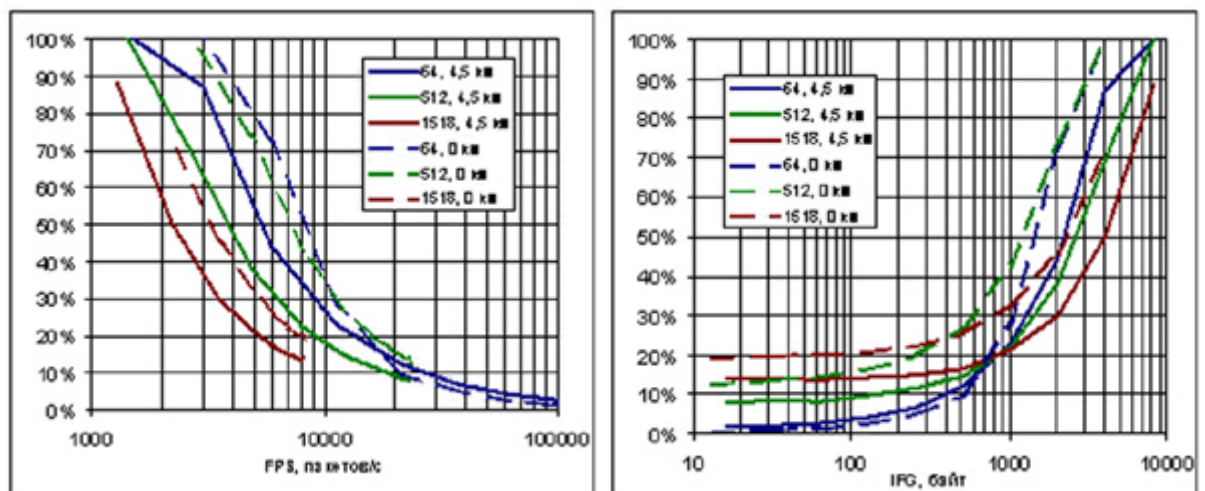 100%
90%
80%
70%
60%
50%
40%
30%
20%
10%
0%
1000
10000
100000
FPS, пакетов/с
64, 4,5 км
512, 4,5 км
1518, 4,5 км
64, 0 км
512, 0 км
1518, 0 км
100%
90%
80%
70%
60%
50%
40%
30%
20%
10%
0%
10
100
1000
10000
IFG, байт
64, 4,5 км
512, 4,5 км
1518, 4,5 км
64, 0 км
512, 0 км
1518, 0 км